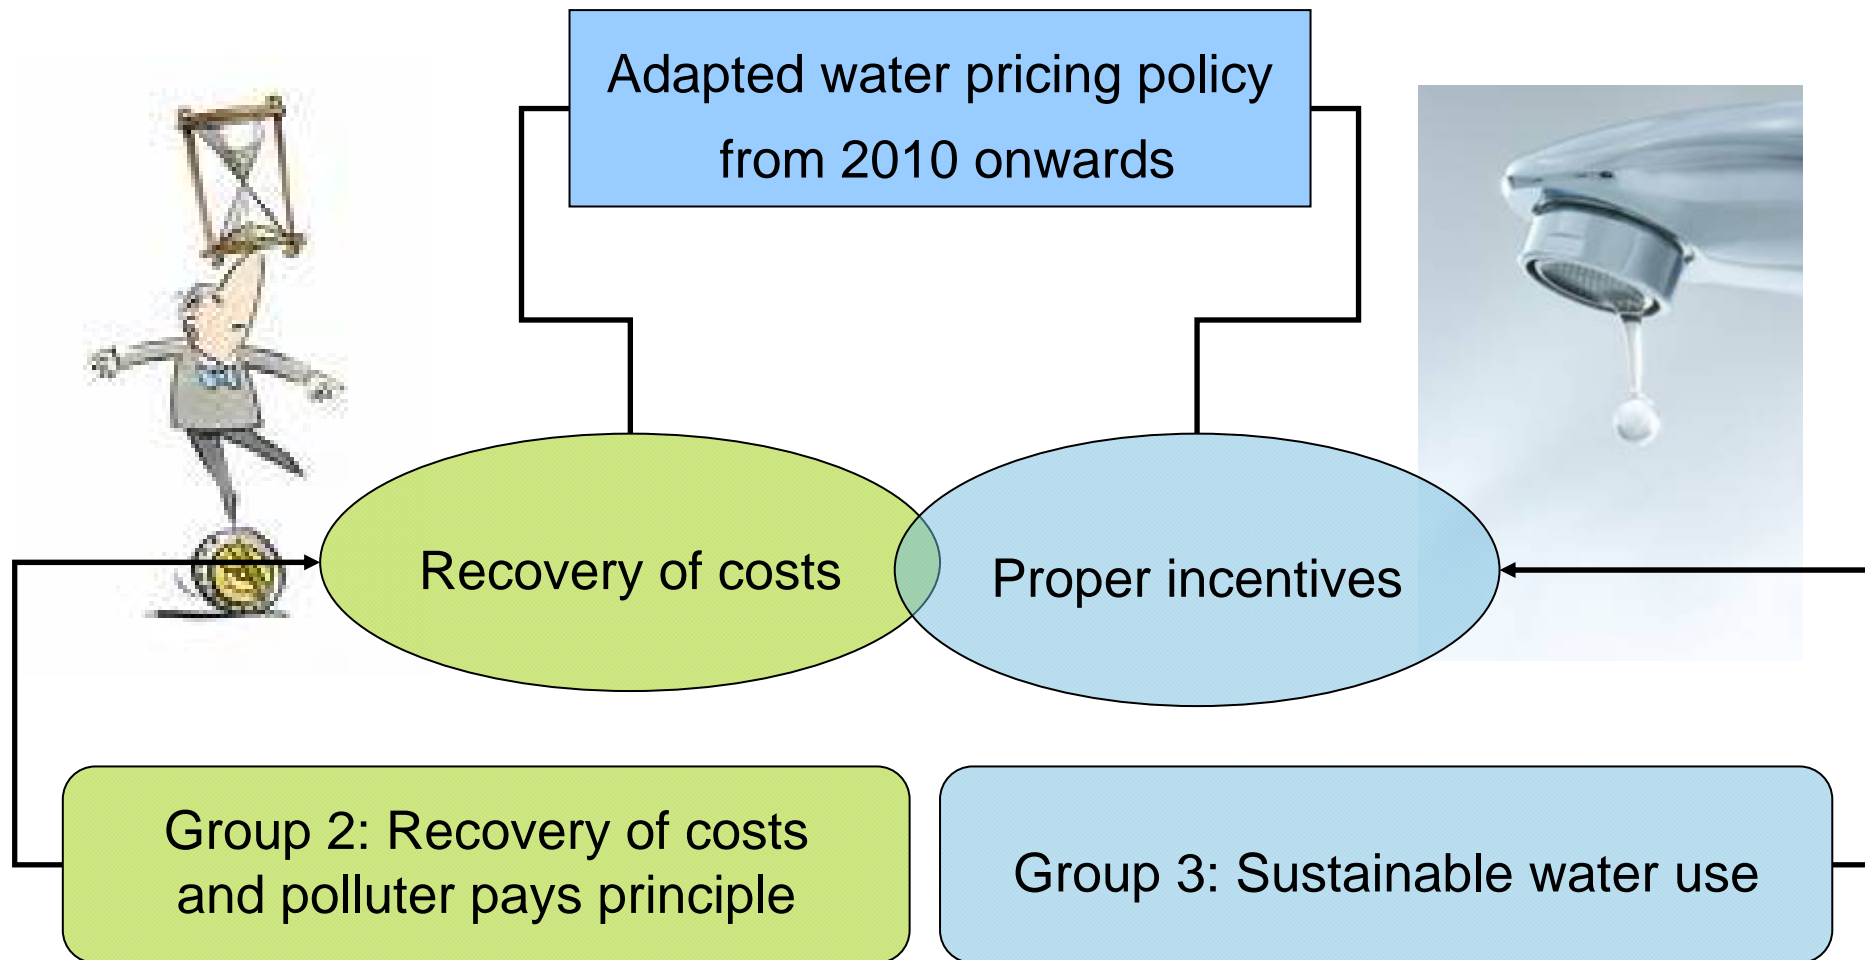 Adapted water pricing policy
from 2010 onwards
Recovery of costs
Proper incentives
Group 2: Recovery of costs
and polluter pays principle
Group 3: Sustainable water use